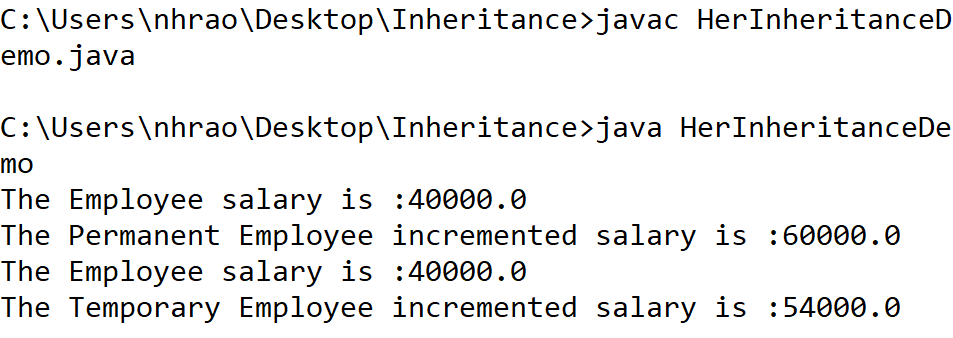 C:\Users\nhrao\Desktop\Inheritance>javac HerInheritanceD
emo.java
C:\Users\nhrao\Desktop\Inheritance>java HerInheritanceDe
mo
The Employee salary is :40000.0
The Permanent Employee incremented salary is :60000.0
The Employee salary is :40000.0
The Temporary Employee incremented salary is :54000.0